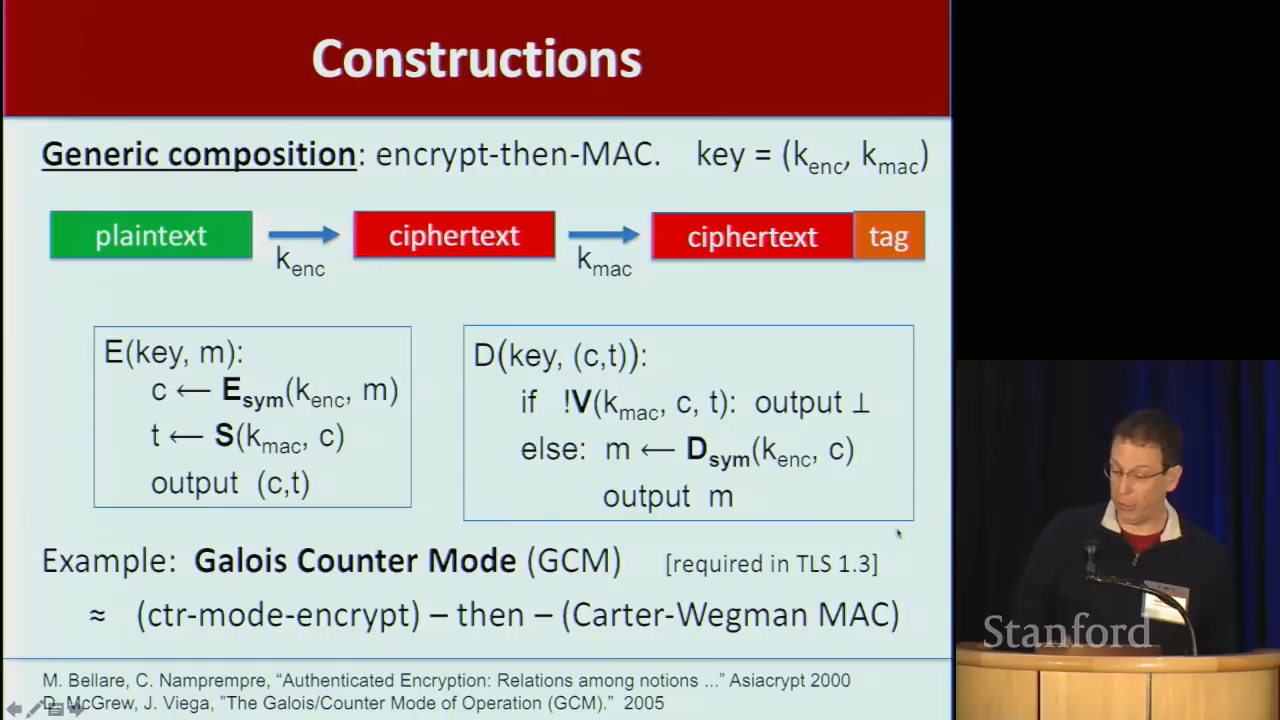 Constructions
Generic composition: encrypt-then-MAC. key = (kenc, kmac)
plaintext
kenc
ciphertext
kmac
ciphertext tag
E(key, m):
c ⟵ Esym(kenc, m)
t ⟵ S(kmac, c)
output (c,t)
D(key, (c,t)):
if !V(kmac, c, t): output ⊥
else: m ⟵ Dsym(kenc, c)
output m
Example: Galois Counter Mode (GCM) [required in TLS 1.3]
≈ (ctr-mode-encrypt) – then – (Carter-Wegman MAC)
M. Bellare, C. Namprempre, “Authenticated Encryption: Relations among notions ...” Asiacrypt 2000
D. McGrew, J. Viega, "The Galois/Counter Mode of Operation (GCM)." 2005
Stanford